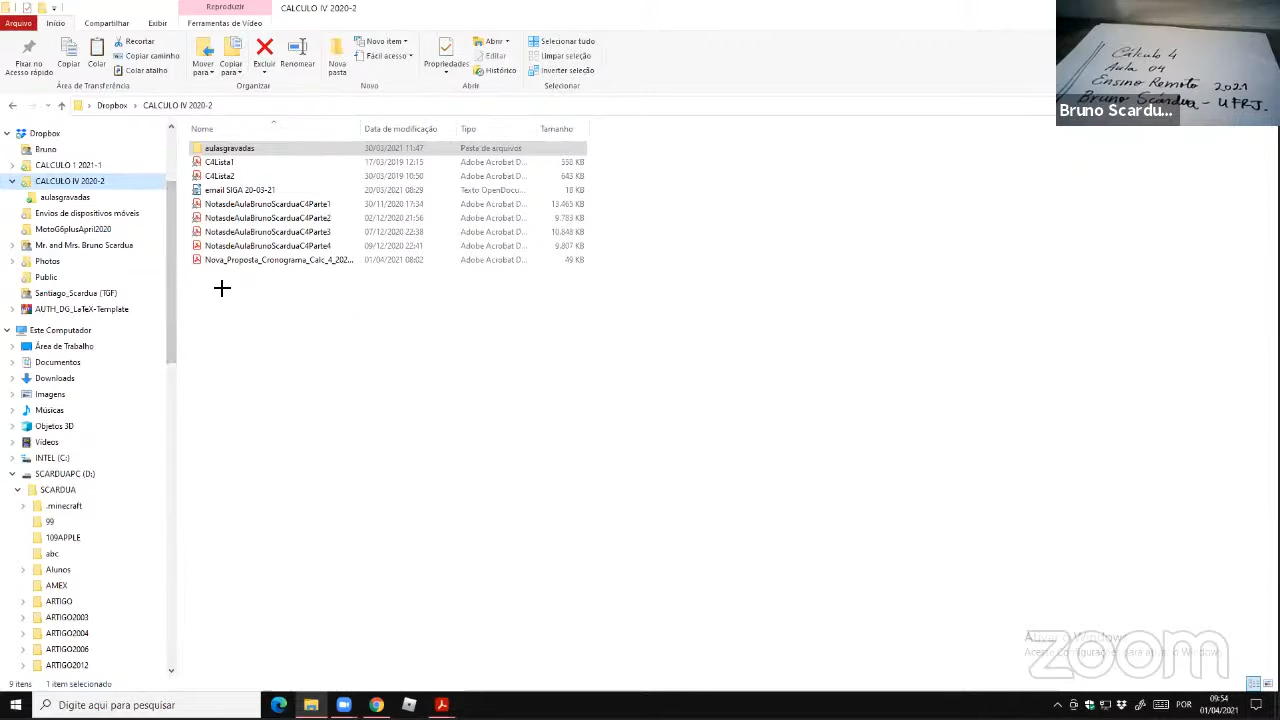 Reproduzir
CALCULO IV 2020-2
Arquivo
Início
Compartilhar
Exibir
Ferramentas de Vídeo
Fixar no
Acesso rápido
Copiar
Colar
Recortar
Copiar caminho
Colar atalho
Área de Transferência
Mover
para
Copiar
para
Excluir
Renomear
Organizar
Nova
pasta
Novo item
Fácil acesso
Novo
Propriedades
Abrir
Editar
Histórico
Abrir
Selecionar tudo
Limpar seleção
Inverter seleção
Selecionar
Dropbox > CALCULO IV 2020-2
Dropbox
Bruno
CALCULO 1 2021-1
CALCULO IV 2020-2
aulasgravadas
Envios de dispositivos móveis
MotoG6plusApril2020
Mr. and Mrs. Bruno Scardua
Photos
Public
Santiago_Scardua (TGF)
AUTH_DG_LaTeX-Template
Este Computador
Área de Trabalho
Documentos
Downloads
Imagens
Músicas
Objetos 3D
Vídeos
INTEL (C:)
SCARDUAPC (D:)
SCARDUA
.minecraft
99
109APPLE
abc
Alunos
AMEX
ARTIGO
ARTIGO2003
ARTIGO2004
ARTIGO2006
ARTIGO2012
Nome Data de modificação Tipo Tamanho
aulasgravadas 30/03/2021 11:47 Pasta de arquivos
C4Lista1 17/03/2019 12:15 Adobe Acrobat D... 558 KB
C4Lista2 30/03/2019 10:50 Adobe Acrobat D... 643 KB
email SIGA 20-03-21 20/03/2021 08:29 Texto OpenDocu... 18 KB
NotasdeAulaBrunoScarduaC4Parte1 30/11/2020 17:34 Adobe Acrobat D... 13.465 KB
NotasdeAulaBrunoScarduaC4Parte2 02/12/2020 21:56 Adobe Acrobat D... 9.783 KB
NotasdeAulaBrunoScarduaC4Parte3 07/12/2020 22:38 Adobe Acrobat D... 10.848 KB
NotasdeAulaBrunoScarduaC4Parte4 09/12/2020 22:41 Adobe Acrobat D... 9.807 KB
Nova_Proposta_Cronograma_Calc_4_202... 01/04/2021 08:02 Adobe Acrobat D... 49 KB
Cálculo 4
Aula 04
Ensino Remoto 2021
Bruno Scárdua - UFRJ.
Bruno Scardu...
Ativar o Windows
Acesse Configurações para ativar o Windows.
zoom
9 itens 1 item selecionado
Digite aqui para pesquisar
POR
09:54
01/04/2021